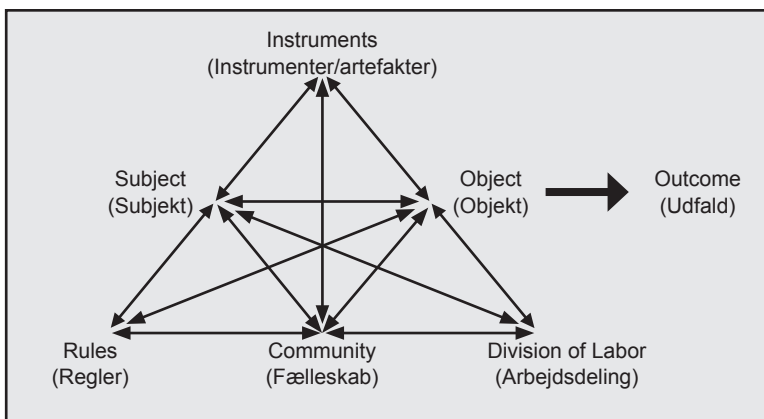 Instruments
(Instrumenter/artefakter)
Subject
(Subjekt)
Object
(Objekt)
Outcome
(Udfald)
Rules
(Regler)
Community
(Fælleskab)
Division of Labor
(Arbejdsdeling)